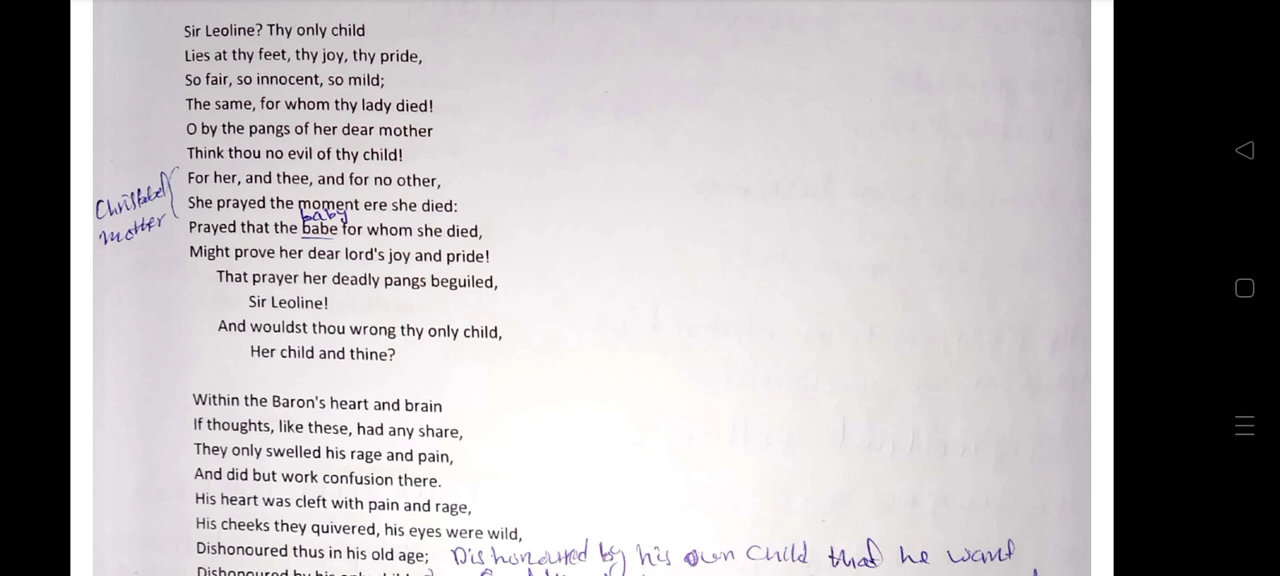 Sir Leoline? Thy only child
Lies at thy feet, thy joy, thy pride,
So fair, so innocent, so mild;
The same, for whom thy lady died!
O by the pangs of her dear mother
Think thou no evil of thy child!
For her, and thee, and for no other,
Christabel
She prayed the moment ere she died:
mother
baby
Prayed that the babe for whom she died,
Might prove her dear lord's joy and pride!
That prayer her deadly pangs beguiled,
Sir Leoline!
And wouldst thou wrong thy only child,
Her child and thine?
Within the Baron's heart and brain
If thoughts, like these, had any share,
They only swelled his rage and pain,
And did but work confusion there.
His heart was cleft with pain and rage,
His cheeks they quivered, his eyes were wild,
Dishonoured thus in his old age; Dishonoured by his own child that he want